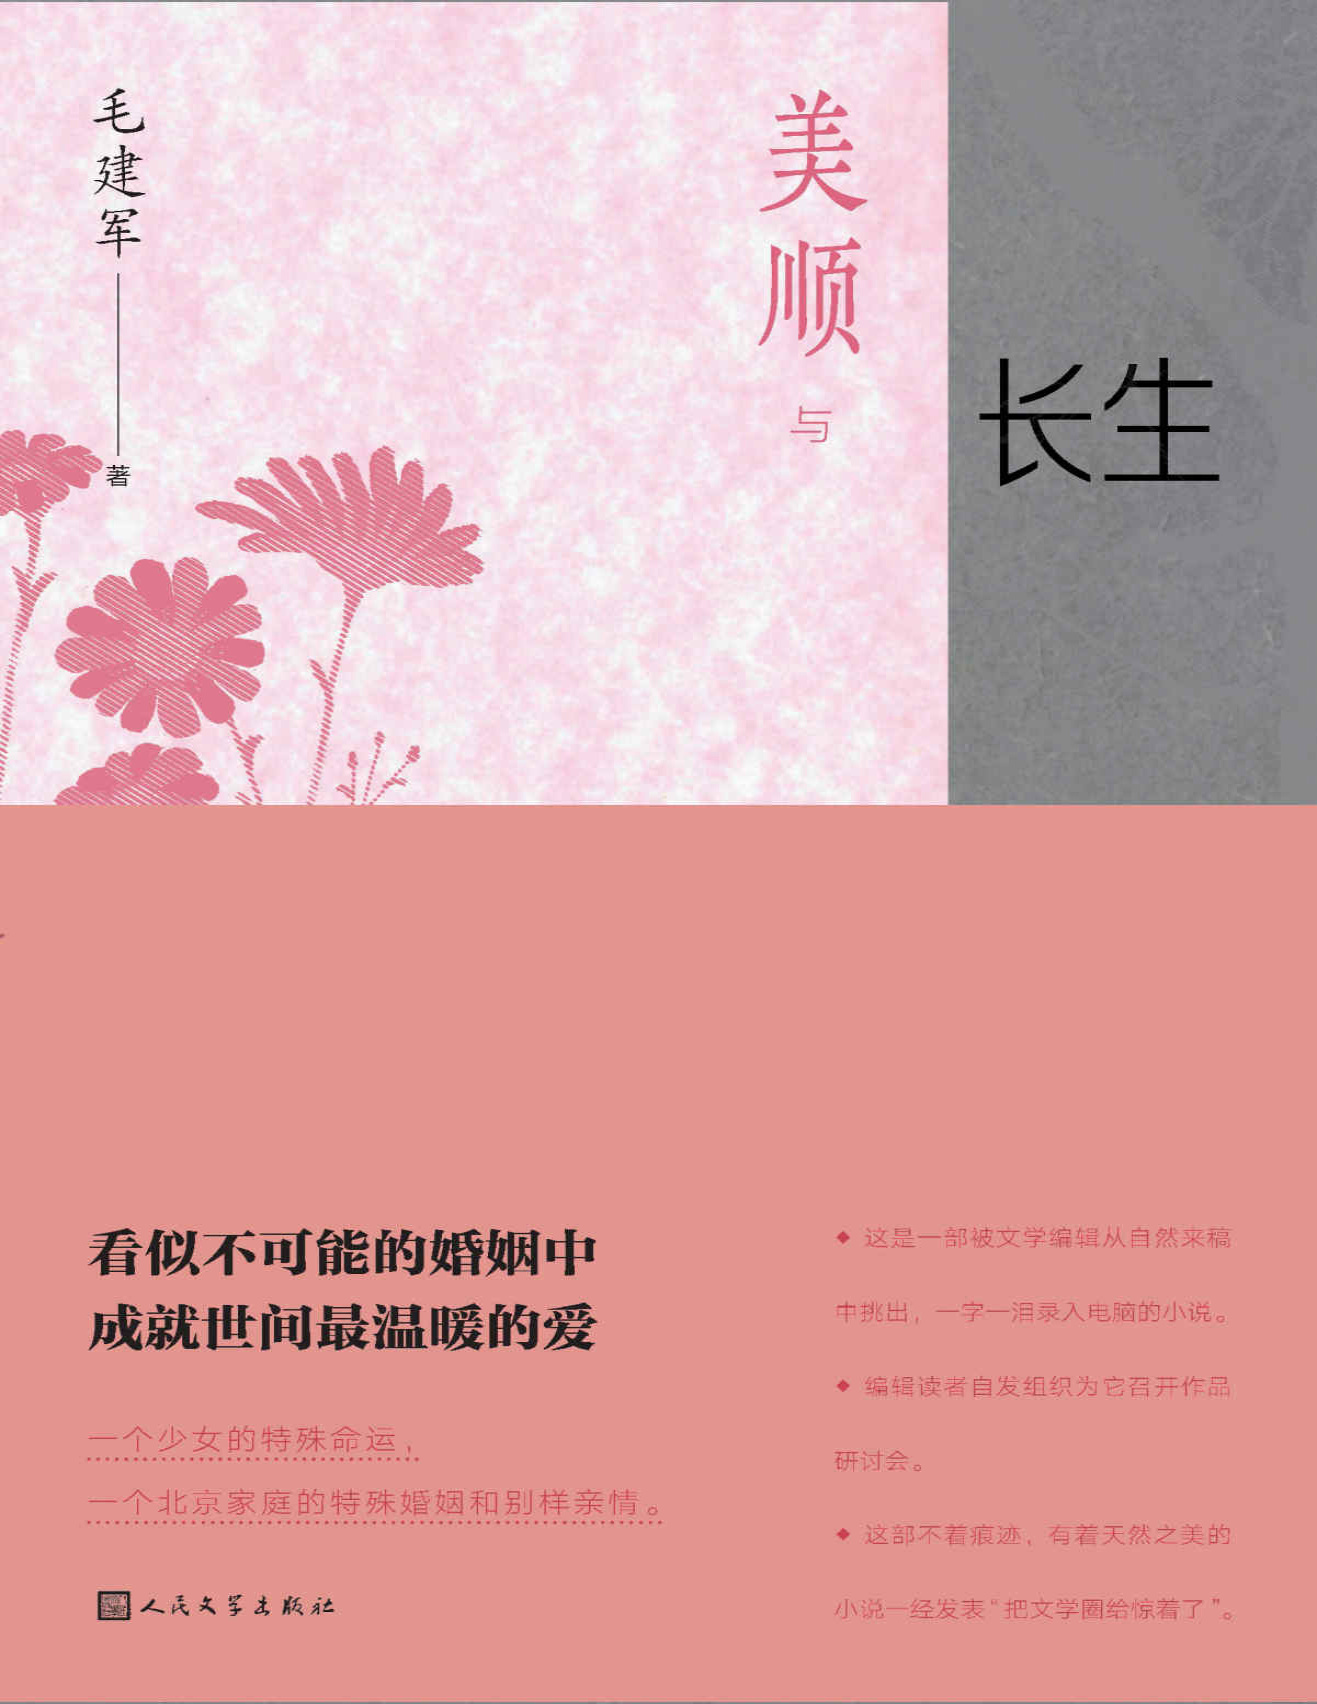 美顺
与
长生
毛建军
著
看似不可能的婚姻中
成就世间最温暖的爱
一个少女的特殊命运，
一个北京家庭的特殊婚姻和别样亲情。
人民文学出版社
◆ 这是一部被文学编辑从自然来稿
中挑出，一字一泪录入电脑的小说。
◆ 编辑读者自发组织为它召开作品
研讨会。
◆ 这部不着痕迹，有着天然之美的
小说一经发表“把文学圈给惊着了”。